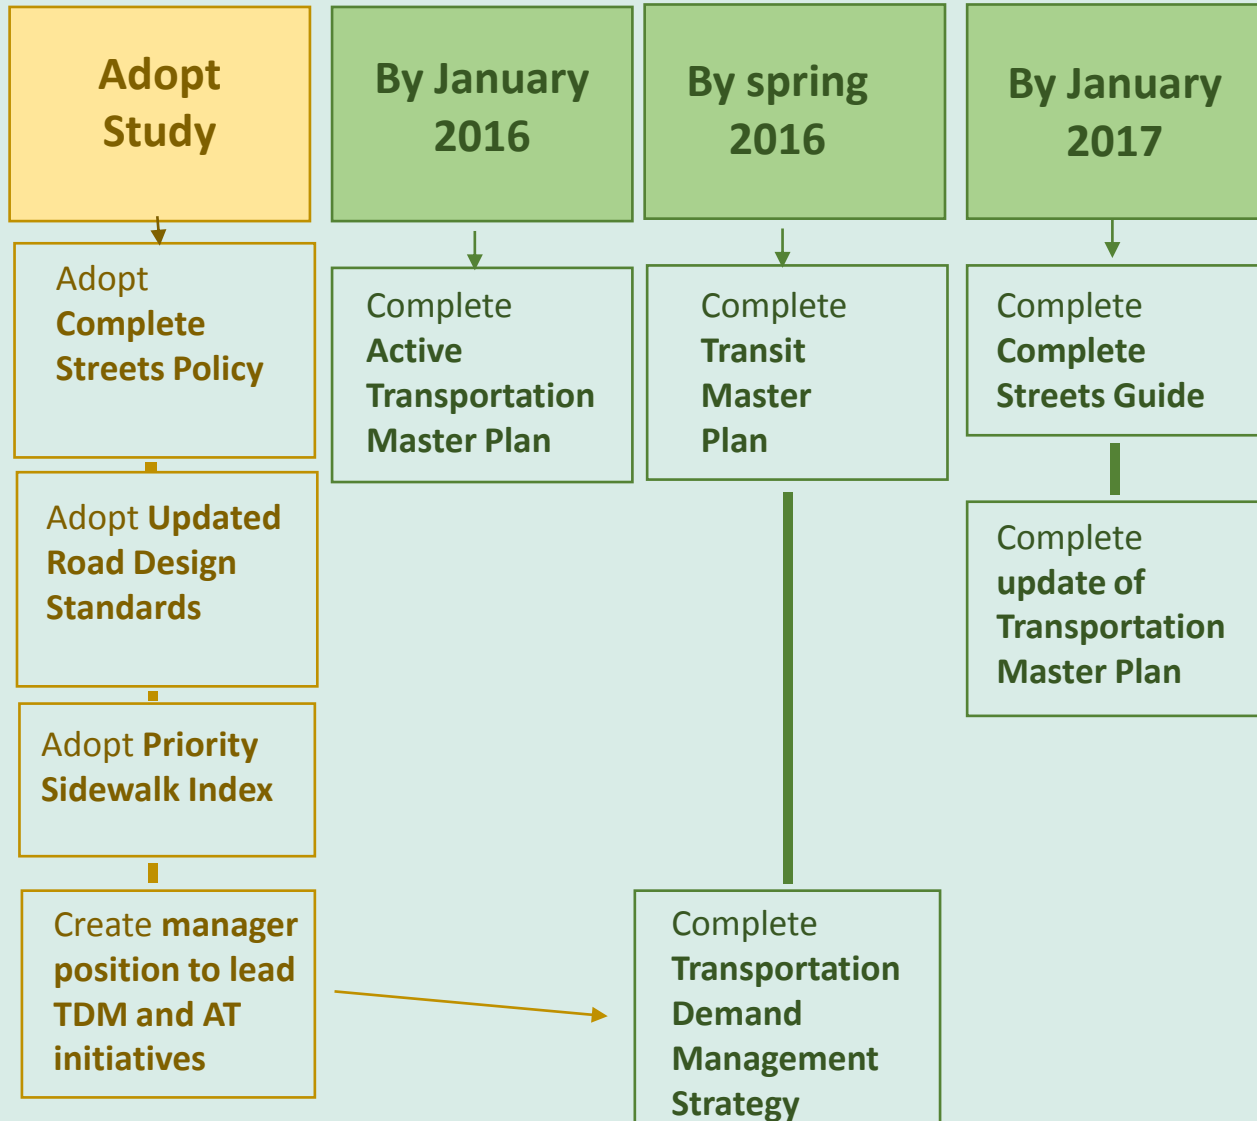 Adopt
Study
Adopt
Complete
Streets Policy
Adopt Updated
Road Design
Standards
Adopt Priority
Sidewalk Index
Create manager
position to lead
TDM and AT
initiatives
By January
2016
Complete
Active
Transportation
Master Plan
By spring
2016
Complete
Transit
Master
Plan
Complete
Transportation
Demand
Management
Strategy
By January
2017
Complete
Complete
Streets Guide
Complete
update of
Transportation
Master Plan